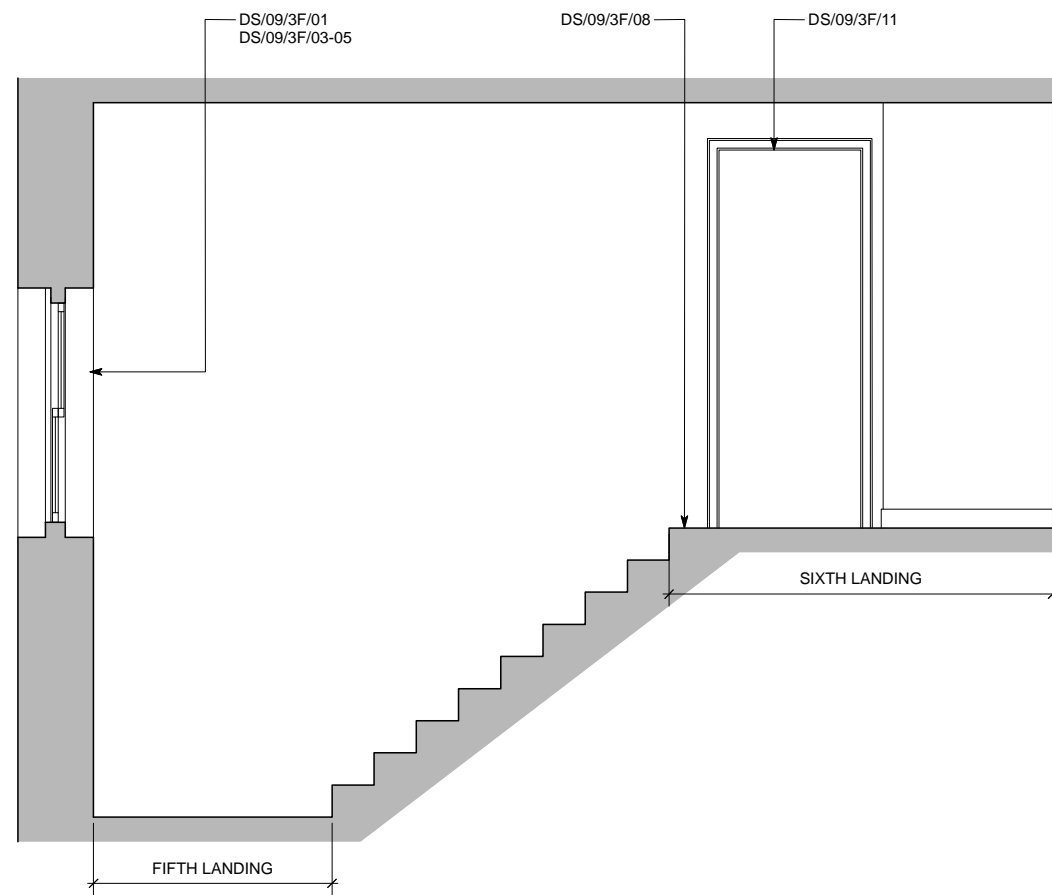 DS/09/3F/01
DS/09/3F/03-05
DS/09/3F/08
DS/09/3F/11
SIXTH LANDING
FIFTH LANDING